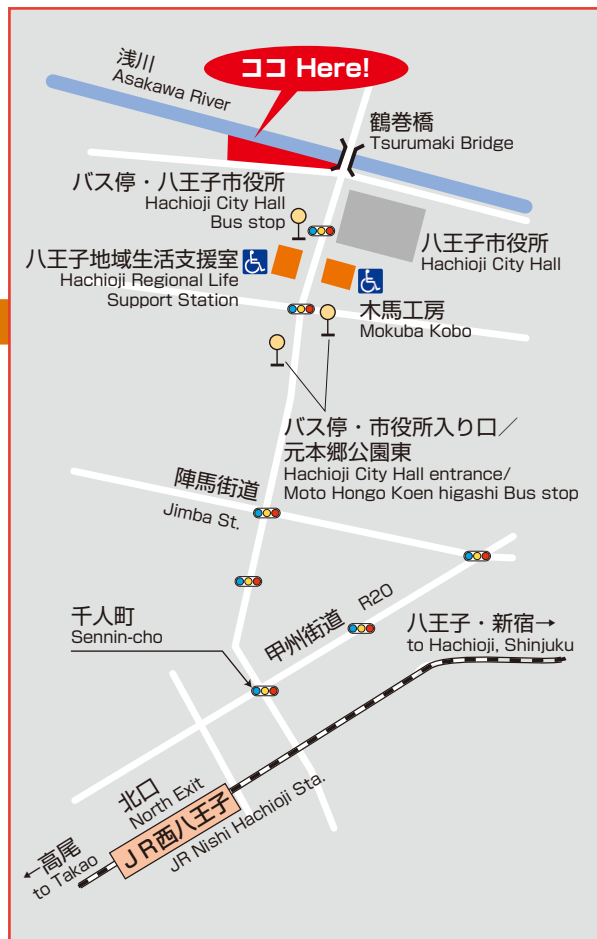 浅川
Asakawa River
ココ Here!
鶴巻橋
Tsurumaki Bridge
バス停・八王子市役所
Hachioji City Hall
Bus stop
八王子市役所
Hachioji City Hall
八王子地域生活支援室
Hachioji Regional Life
Support Station
木馬工房
Mokuba Kobo
バス停・市役所入り口／
元本郷公園東
Hachioji City Hall entrance/
Moto Hongo Koen higashi Bus stop
陣馬街道
Jimba St.
千人町
Sennin-cho
甲州街道 R20
八王子・新宿→
to Hachioji, Shinjuku
北口
North Exit
JR西八王子
JR Nishi Hachioji Sta.
←高尾
to Takao